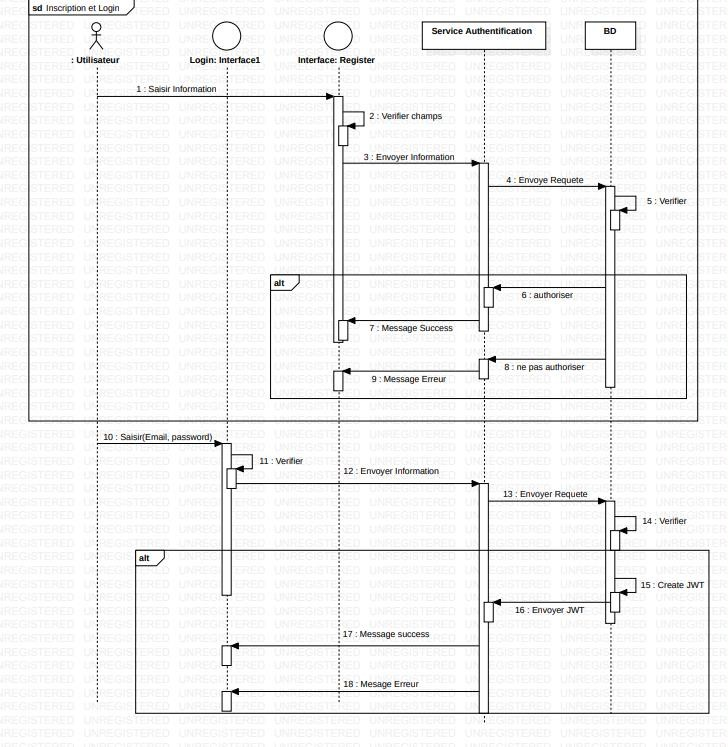 sd Inscription et Login
: Utilisateur
Login: Interface1
Interface: Register
Service Authentification
BD
1 : Saisir Information
2 : Verifier champs
3 : Envoyer Information
4 : Envoye Requete
5 : Verifier
alt
6 : authoriser
7 : Message Success
8 : ne pas authoriser
9 : Message Erreur
10 : Saisir(Email, password)
11 : Verifier
12 : Envoyer Information
13 : Envoyer Requete
14 : Verifier
alt
15 : Create JWT
16 : Envoyer JWT
17 : Message success
18 : Mesage Erreur